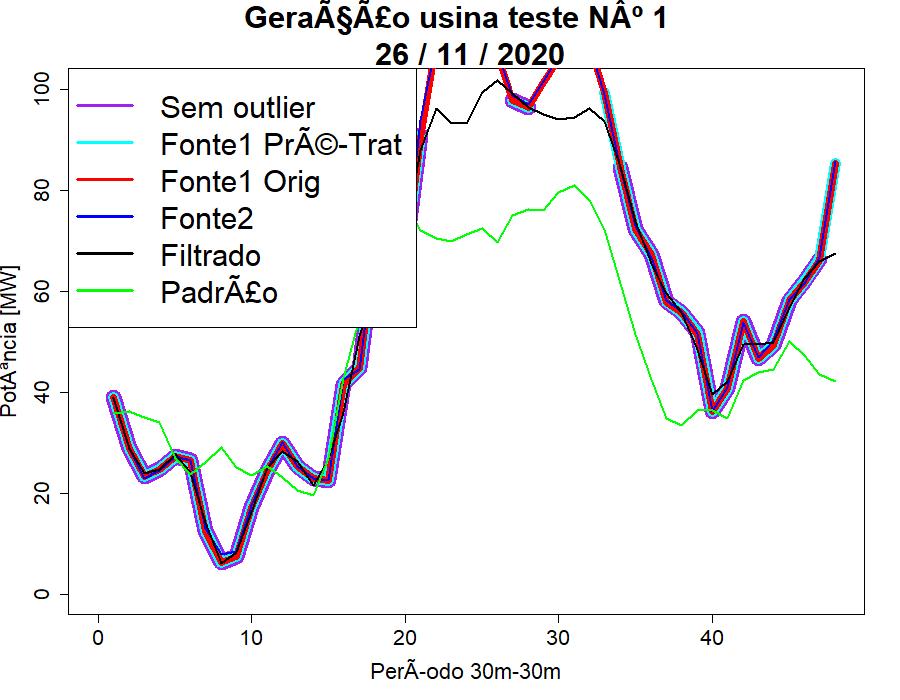 GeraÃ§Ã£o usina teste NÂº 1
26 / 11 / 2020
Sem outlier
Fonte1 PrÃ©-Trat
Fonte1 Orig
Fonte2
Filtrado
PadrÃ£o
PotÃªncia [MW]
100
80
60
40
20
0
0 10 20 30 40
PerÃ-odo 30m-30m